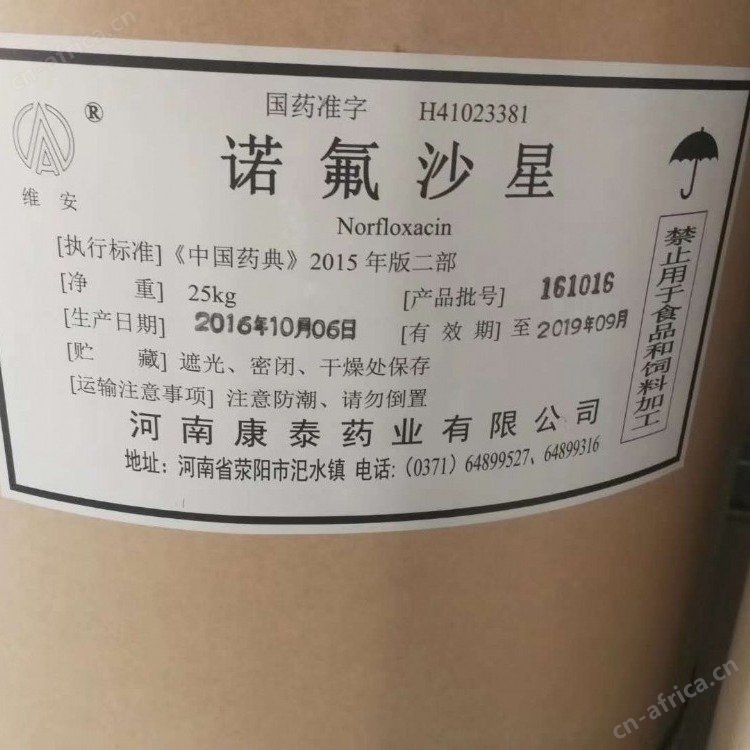 国药准字 H41023381
®
维安
诺氟沙星
Norfloxacin
[执行标准]《中国药典》2015年版二部
[净 重] 25kg [产品批号] 161016
[生产日期] 2016年10月06日 [有 效 期] 至 2019年09月
[贮 藏] 遮光、密闭、干燥处保存
[运输注意事项] 注意防潮、请勿倒置
禁止用于食品和饲料加工
河南康泰药业有限公司
地址：河南省荥阳市汜水镇 电话：(0371) 64899527、64899316
cn-africa.cn
cn-africa.cn